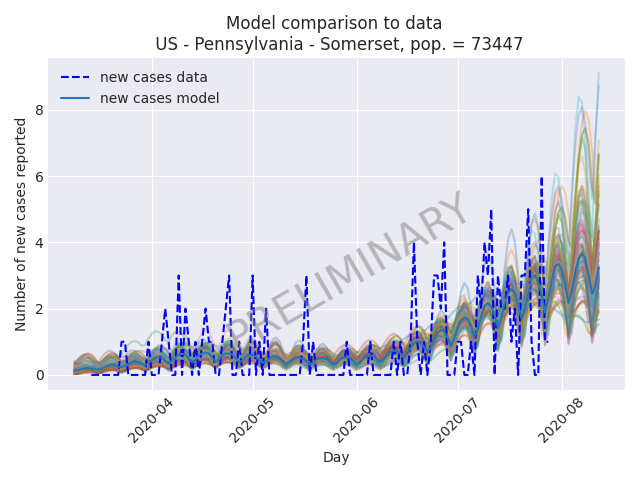 Model comparison to data
US - Pennsylvania - Somerset, pop. = 73447
new cases data
new cases model
PRELIMINARY
Number of new cases reported
8
6
4
2
0
2020-04
2020-05
2020-06
2020-07
2020-08
Day